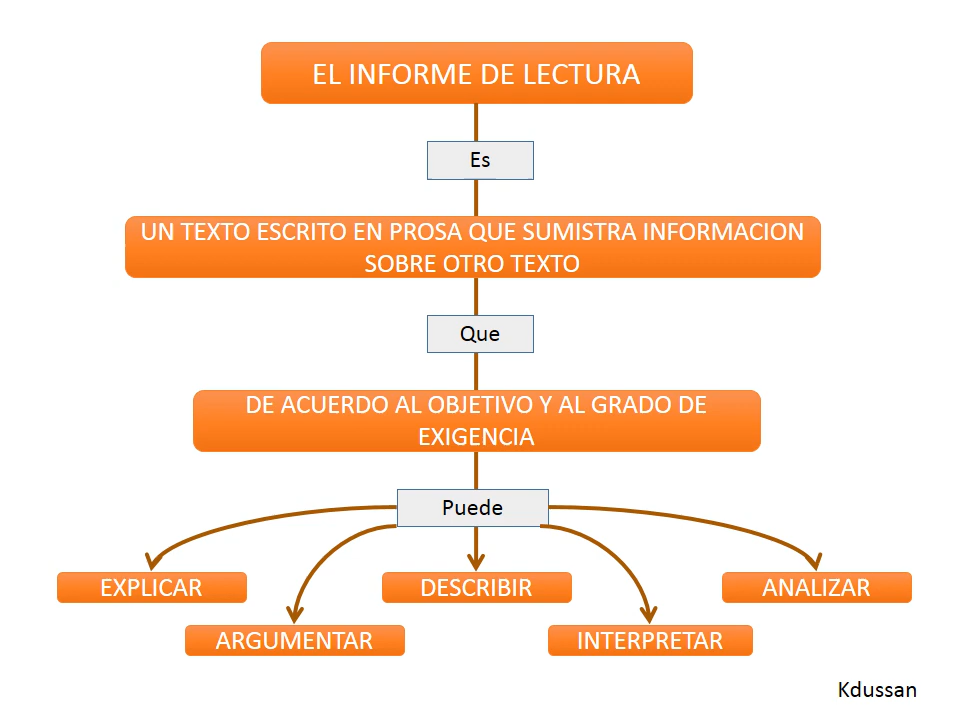 EL INFORME DE LECTURA
Es
UN TEXTO ESCRITO EN PROSA QUE SUMISTRA INFORMACION
SOBRE OTRO TEXTO
Que
DE ACUERDO AL OBJETIVO Y AL GRADO DE
EXIGENCIA
Puede
EXPLICAR
DESCRIBIR
ANALIZAR
ARGUMENTAR
INTERPRETAR
Kdussan